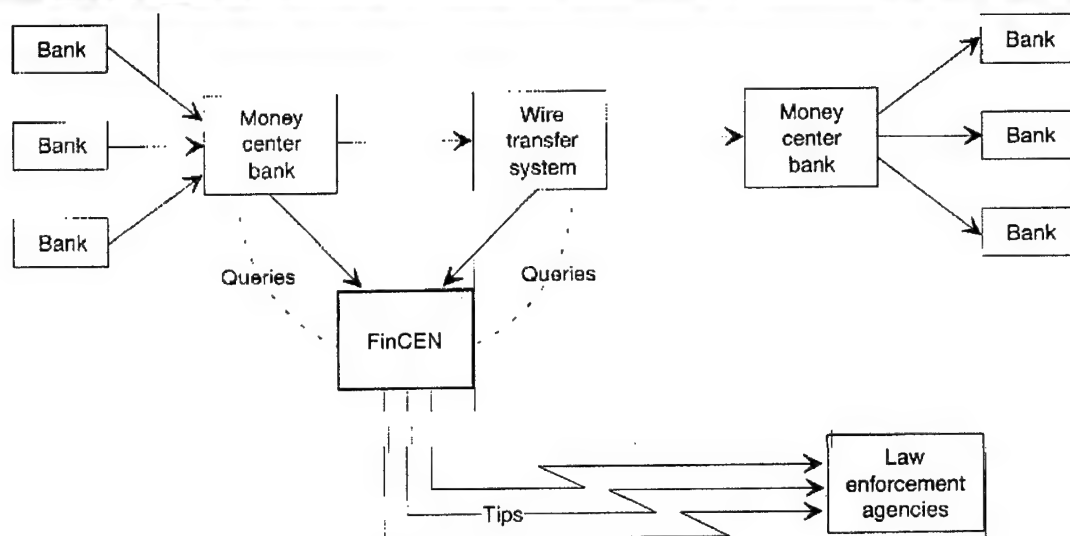 Bank
Bank
Bank
Money
center
bank
Wire
transfer
system
Money
center
bank
Bank
Bank
Bank
Queries
Queries
FinCEN
Tips
Law
enforcement
agencies